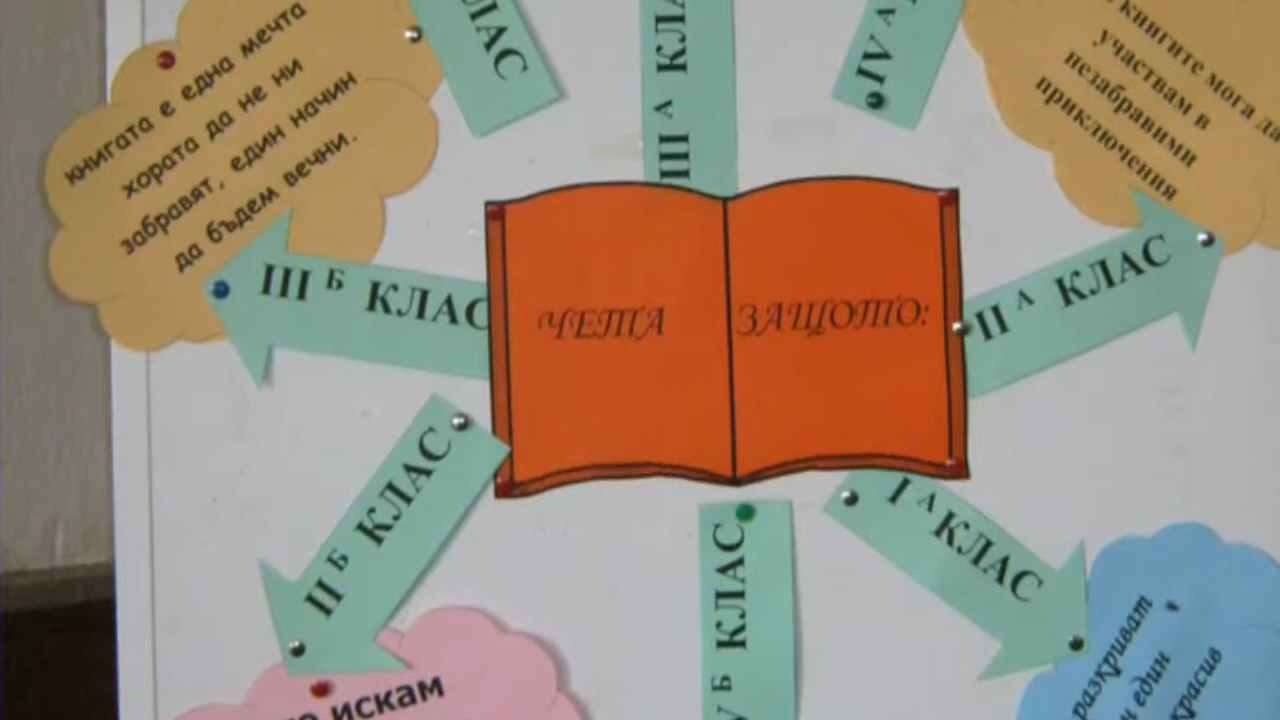 книгата е една мечта
хората да не ни
забравят, един начин
да бъдем вечни.
КЛАС
III А
IV А
книгите мога да
участвам в
незабравими
приключения
III Б КЛАС
ЧЕТА ЗАЩОТО:
II А КЛАС
II Б КЛАС
Б КЛАС
I А КЛАС
искам
разкриват
един